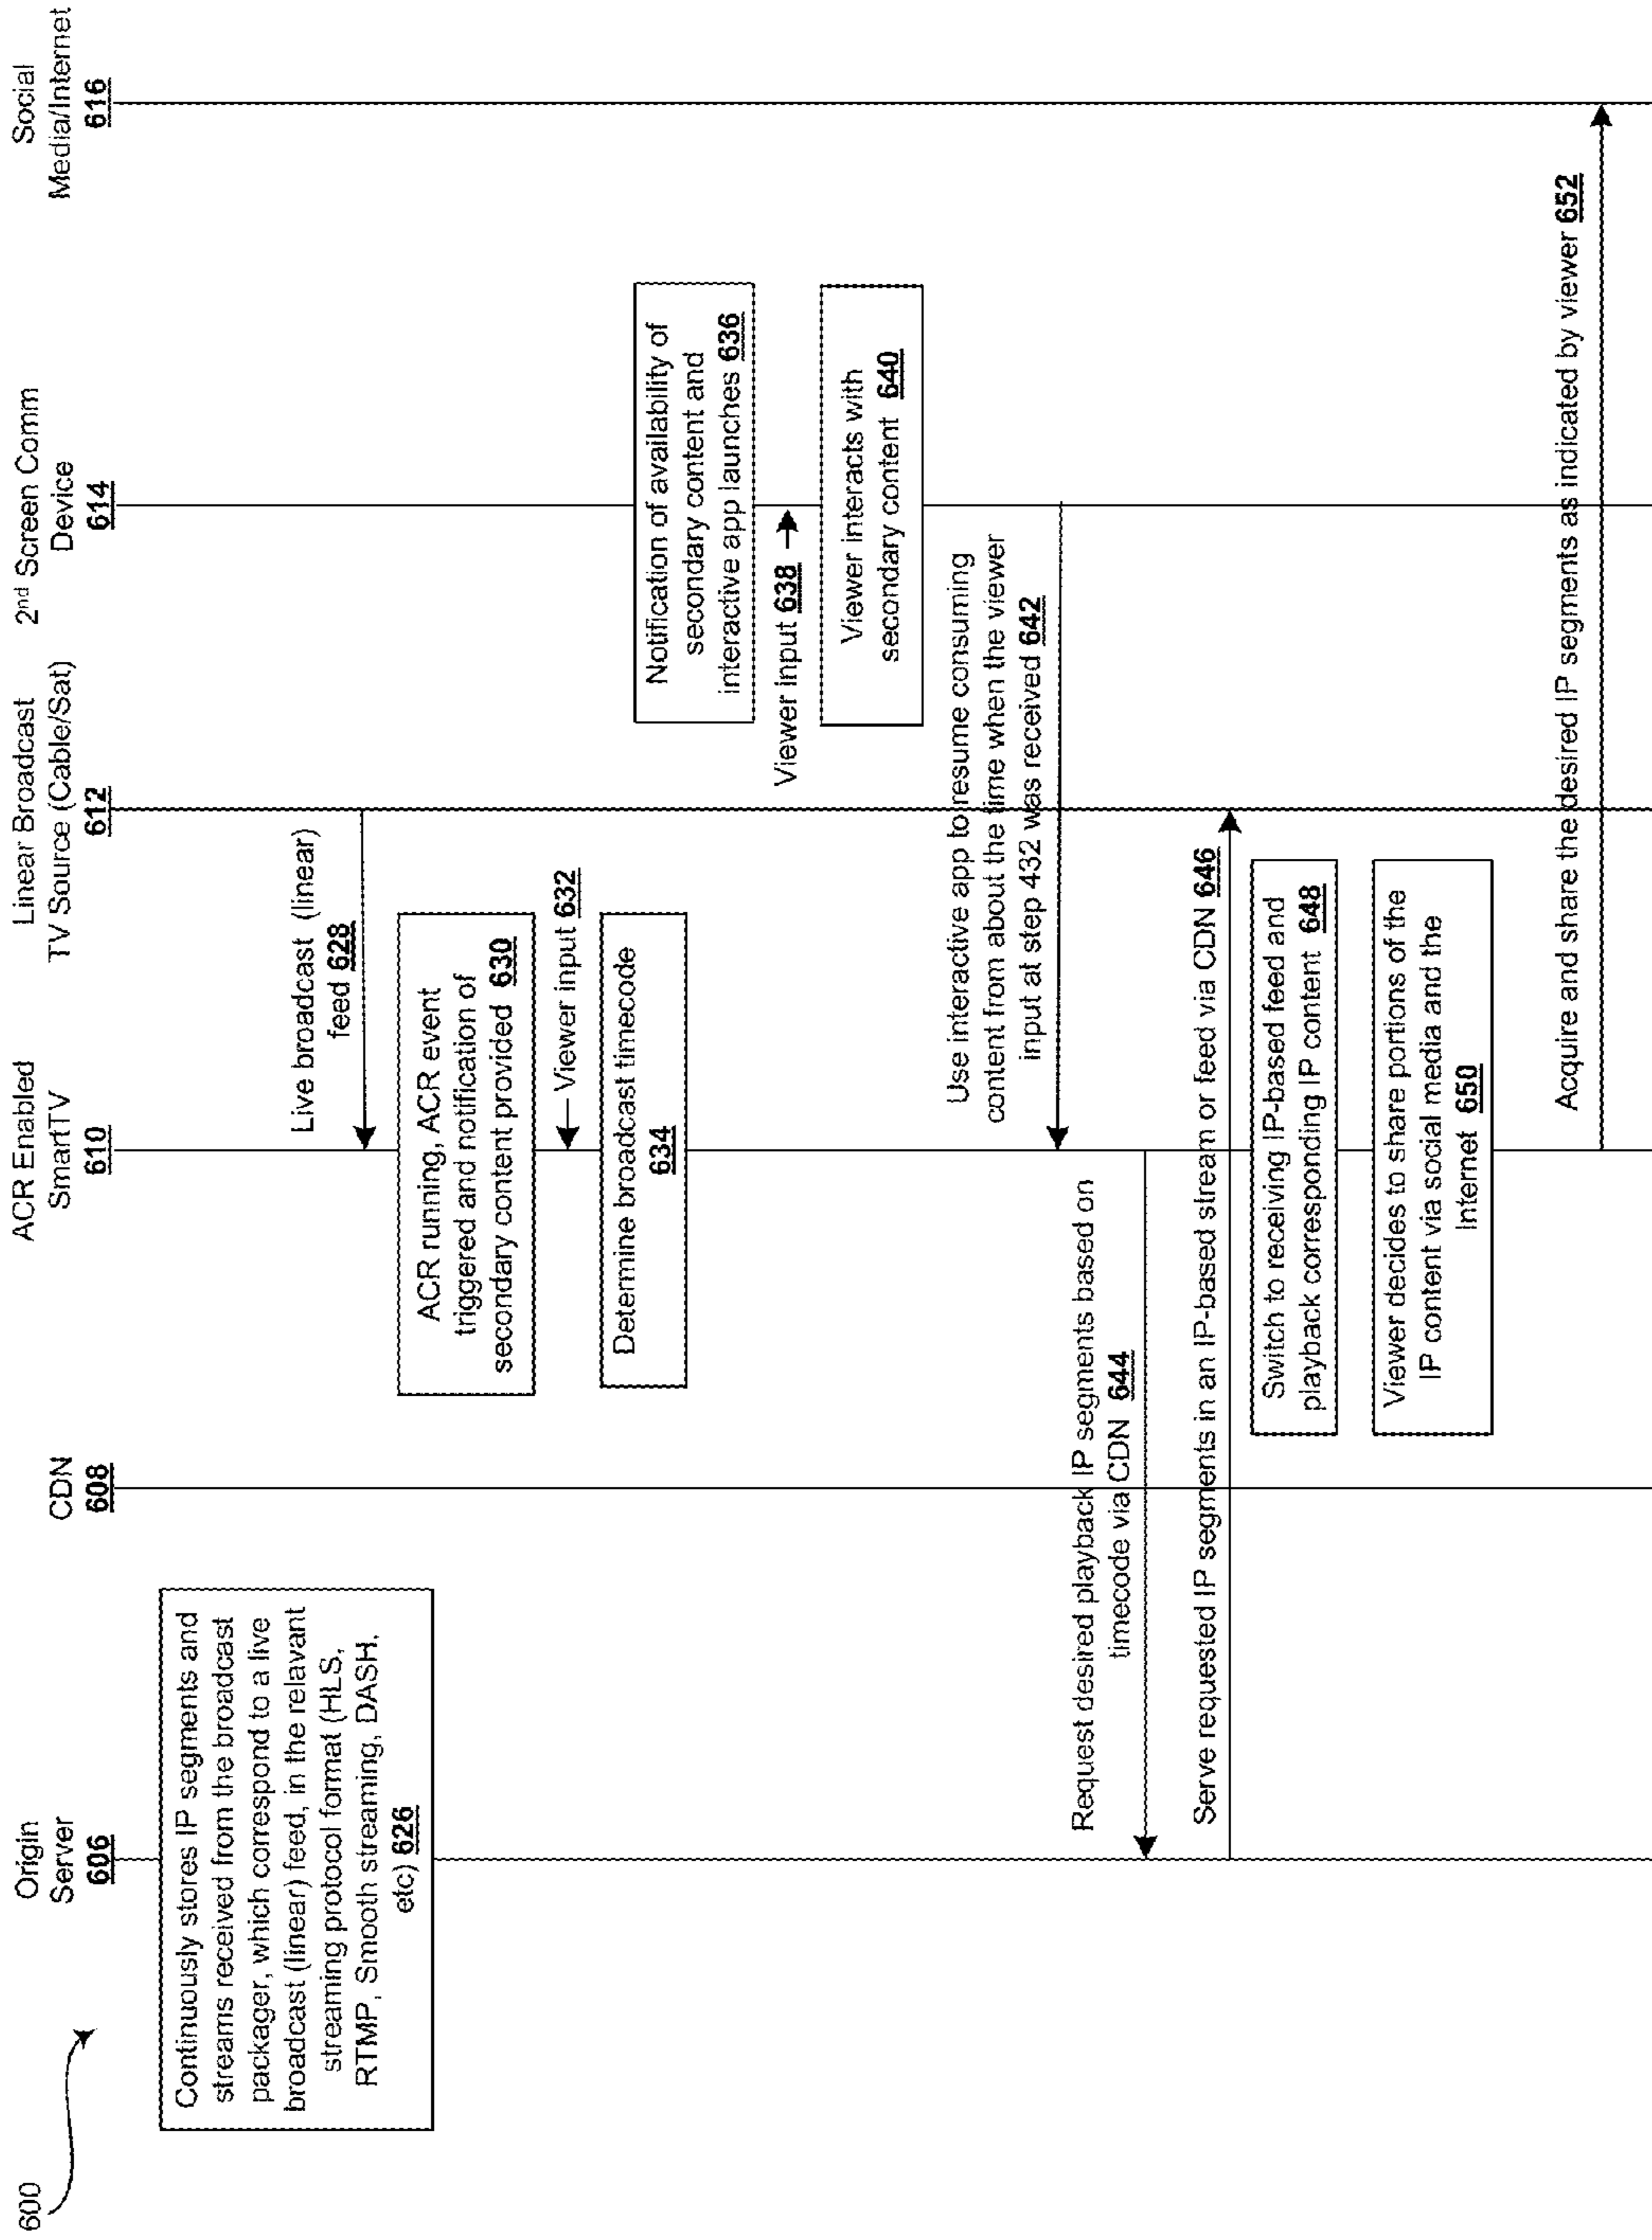 600
Origin
Server
606
CDN
608
ACR Enabled
SmartTV
610
Linear Broadcast
TV Source (Cable/Sat)
612
2nd Screen Comm
Device
614
Social
Media/Internet
616
Continuously stores IP segments and
streams received from the broadcast
packager, which correspond to a live
broadcast (linear) feed, in the relavant
streaming protocol format (HLS,
RTMP, Smooth streaming, DASH,
etc) 626
Live broadcast (linear)
feed 628
ACR running, ACR event
triggered and notification of
secondary content provided 630
Viewer input 632
Determine broadcast timecode
634
Notification of availability of
secondary content and
interactive app launches 636
Viewer input 638
Viewer interacts with
secondary content 640
Use interactive app to resume consuming
content from about the time when the viewer
input at step 432 was received 642
Request desired playback IP segments based on
timecode via CDN 644
Serve requested IP segments in an IP-based stream or feed via CDN 646
Switch to receiving IP-based feed and
playback corresponding IP content 648
Viewer decides to share portions of the
IP content via social media and the
Internet 650
Acquire and share the desired IP segments as indicated by viewer 652